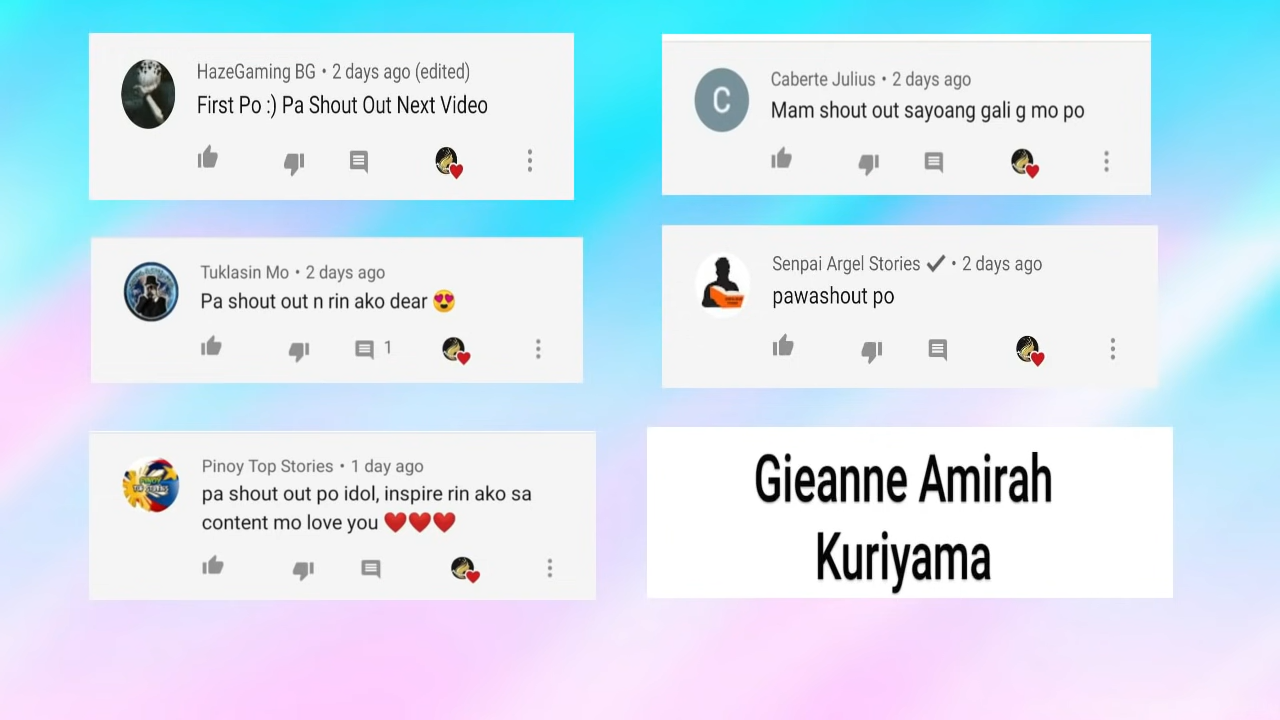 HazeGaming BG • 2 days ago (edited)
First Po :) Pa Shout Out Next Video
Caberte Julius • 2 days ago
C
Mam shout out sayoang gali g mo po
Tuklasin Mo • 2 days ago
Pa shout out n rin ako dear 😍
1
Senpai Argel Stories ✔ • 2 days ago
pawashout po
Pinoy Top Stories • 1 day ago
pa shout out po idol, inspire rin ako sa
content mo love you ❤️❤️❤️
Gieanne Amirah
Kuriyama